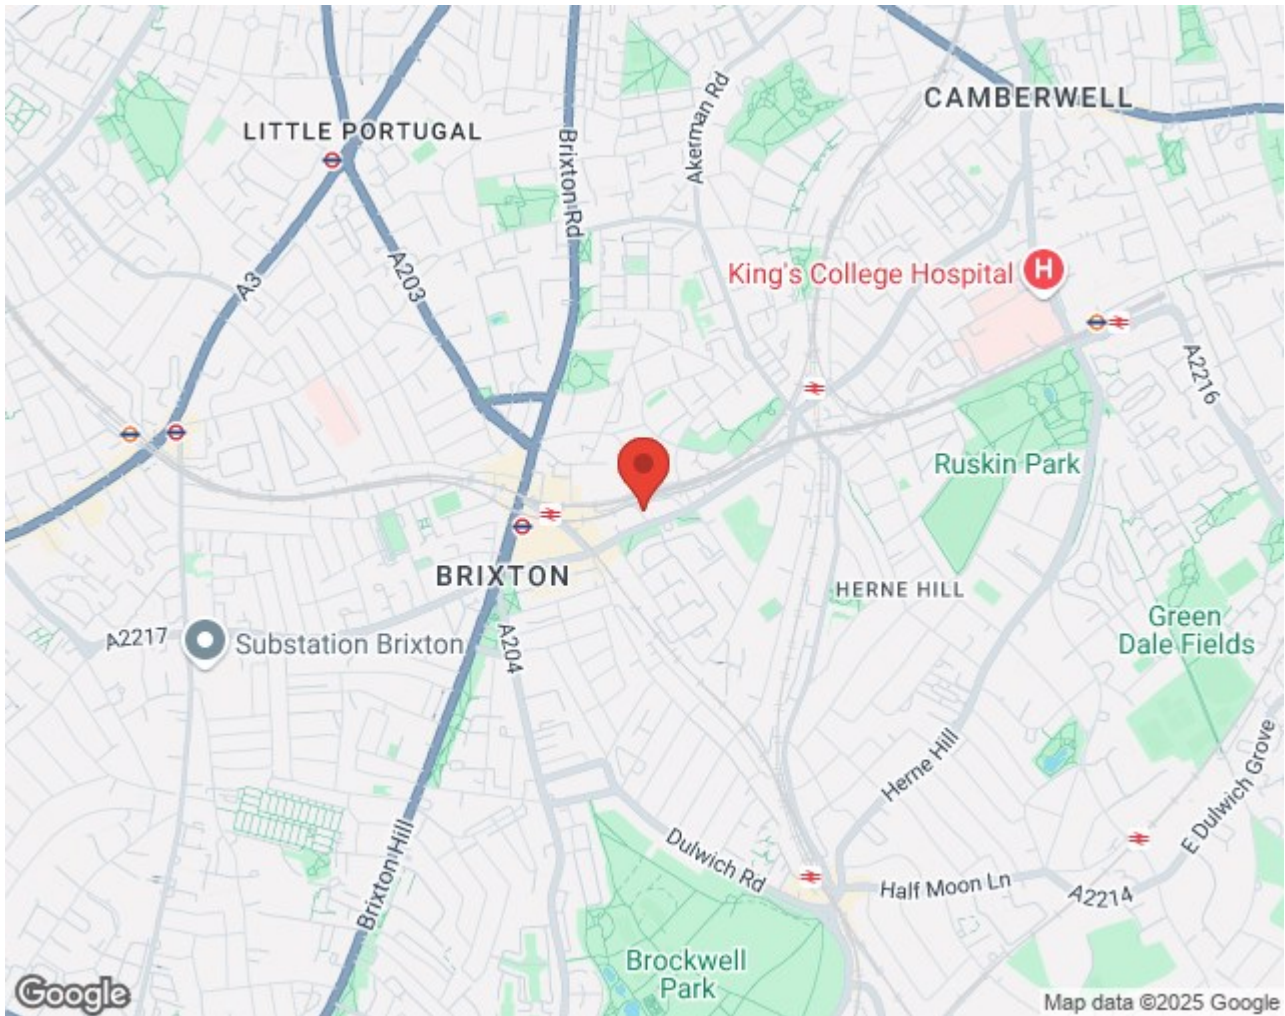 CAMBERWELL
LITTLE PORTUGAL
Brixton Rd
Akerman Rd
A203
A3
King's College Hospital
H
A2216
Ruskin Park
BRIXTON
HERNE HILL
Green
Dale Fields
A2217
Substation Brixton
A204
Herne Hill
E Dulwich Grove
Brixton Hill
Dulwich Rd
Half Moon Ln
A2214
Brockwell
Park
Google
Map data ©2025 Google